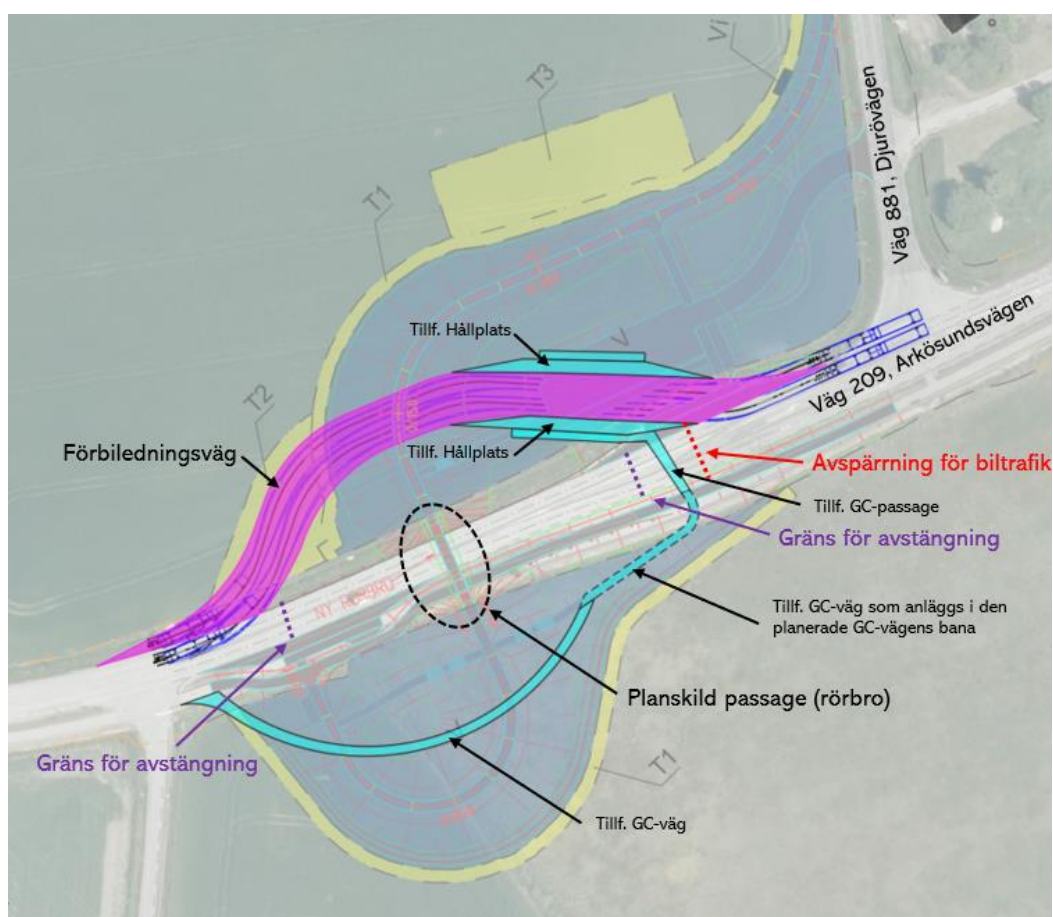 Vi
T3
T1
Väg 881, Djurövägen
Tillf. Hållplats
V
Väg 209, Arkösundsvägen
T2
Förbiledningsväg
Tillf. Hållplats
Avspärrning för biltrafik
Tillf. GC-passage
Gräns för avstängning
NY RÖRBRO
Tillf. GC-väg som anläggs i den
planerade GC-vägens bana
Planskild passage (rörbro)
Gräns för avstängning
T1
Tillf. GC-väg